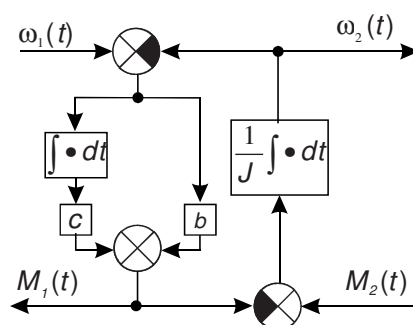 ω₁(t) ω₂(t)
∫ • dt
1/J ∫ • dt
c b
M₁(t) M₂(t)